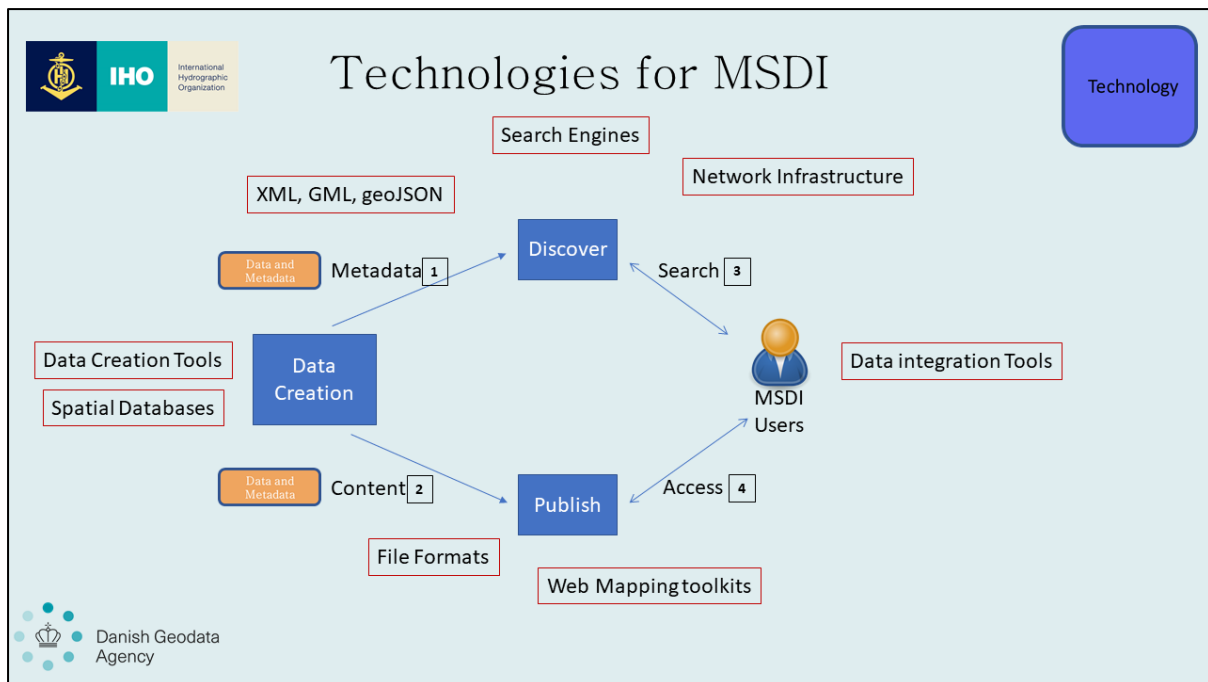 IHO
International
Hydrographic
Organization
Technologies for MSDI
Technology
Search Engines
Network Infrastructure
XML, GML, geoJSON
Discover
Data and
Metadata
Metadata 1
Search 3
Data Creation Tools
Spatial Databases
Data
Creation
Data integration Tools
MSDI
Users
Data and
Metadata
Content 2
Publish
Access 4
File Formats
Web Mapping toolkits
Danish Geodata
Agency